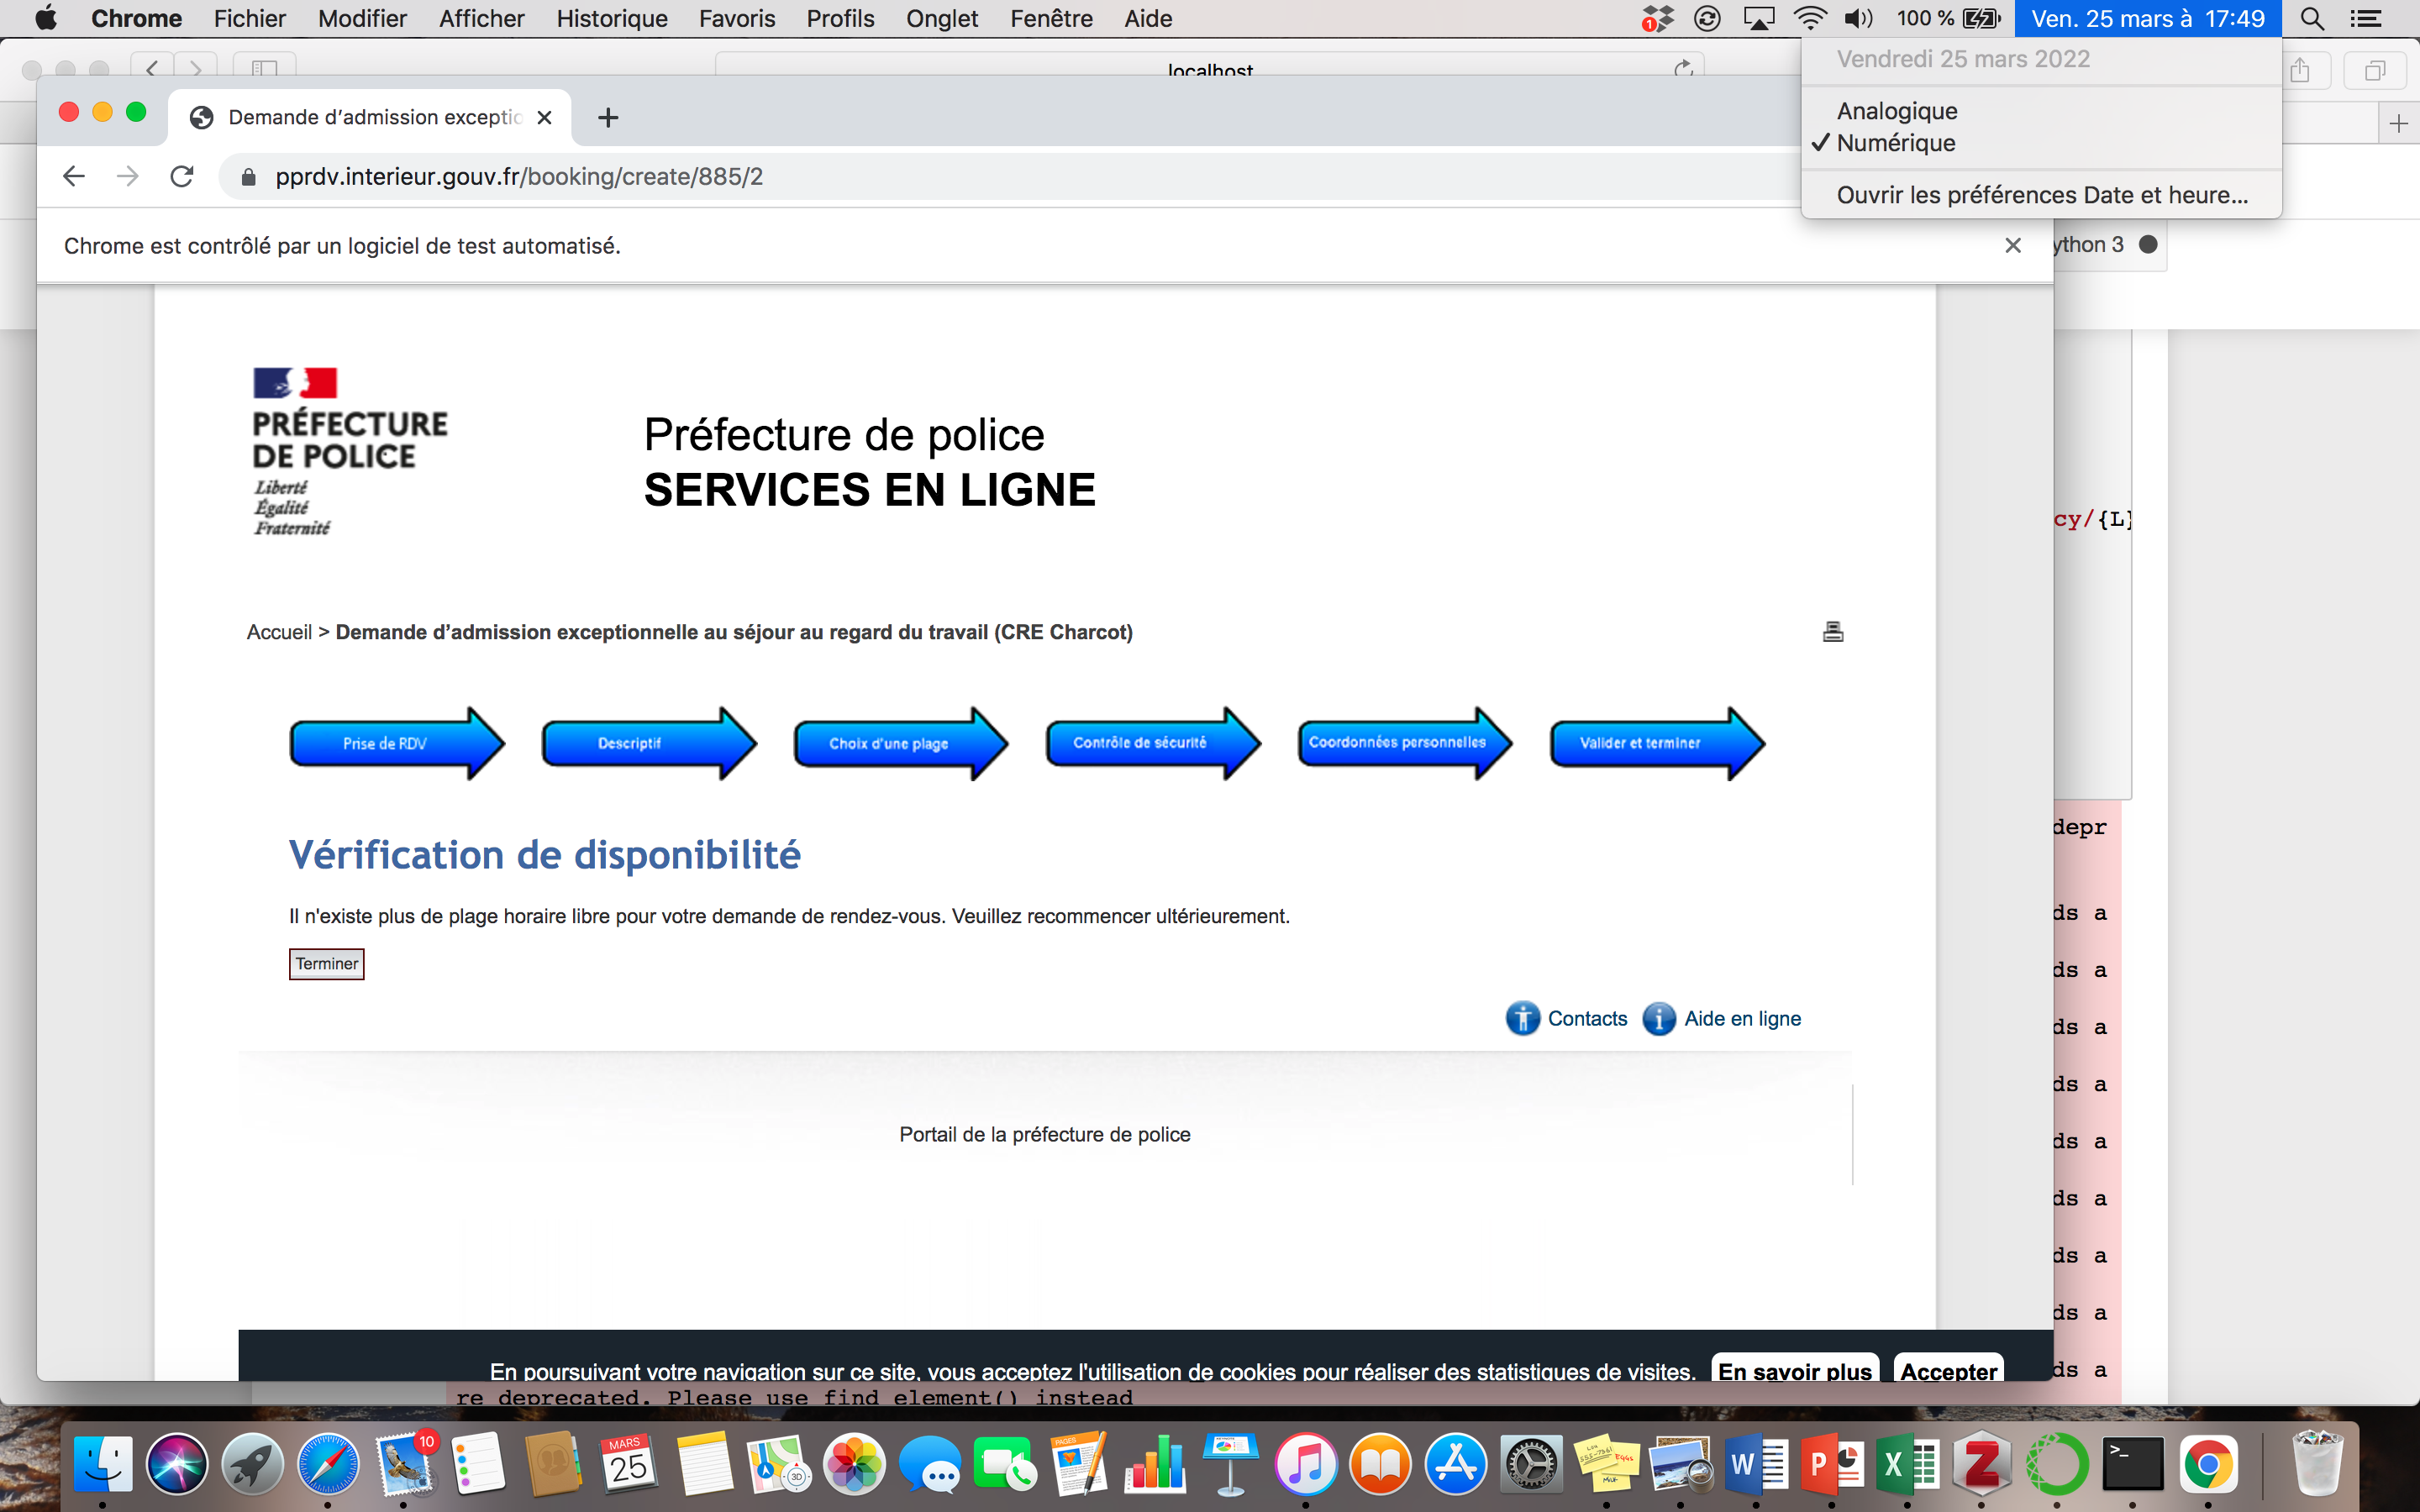 Chrome Fichier Modifier Afficher Historique Favoris Profils Onglet Fenêtre Aide 1 100 % Ven. 25 mars à 17:49
Vendredi 25 mars 2022
Analogique
✓ Numérique
Ouvrir les préférences Date et heure...
localhost
Demande d'admission exceptio
pprdv.interieur.gouv.fr/booking/create/885/2
Chrome est contrôlé par un logiciel de test automatisé.
ython 3
PRÉFECTURE
DE POLICE
Liberté
Égalité
Fraternité
Préfecture de police
SERVICES EN LIGNE
cy/{L}
Accueil > Demande d'admission exceptionnelle au séjour au regard du travail (CRE Charcot)
Prise de RDV
Descriptif
Choix d'une plage
Contrôle de sécurité
Coordonnées personnelles
Valider et terminer
depr
Vérification de disponibilité
Il n'existe plus de plage horaire libre pour votre demande de rendez-vous. Veuillez recommencer ultérieurement.
Terminer
ds a
ds a
ds a
ds a
ds a
ds a
ds a
ds a
ds a
Contacts
Aide en ligne
Portail de la préfecture de police
En poursuivant votre navigation sur ce site, vous acceptez l'utilisation de cookies pour réaliser des statistiques de visites. En savoir plus Accepter
re deprecated. Please use find_element() instead
10
MARS
25
3D
PAGES
W
P
X
Z
>_